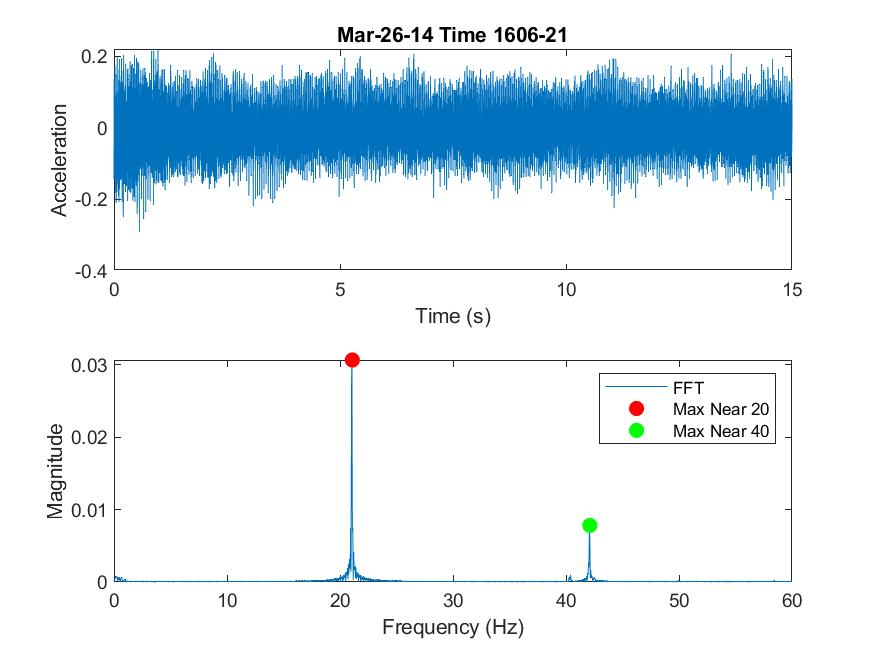 Mar-26-14 Time 1606-21
0.2
0
-0.2
-0.4
Acceleration
0 5 10 15
Time (s)
0.03
0.02
0.01
0
Magnitude
FFT
Max Near 20
Max Near 40
0 10 20 30 40 50 60
Frequency (Hz)